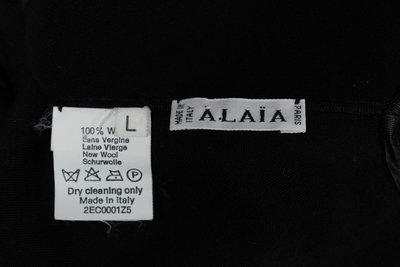 L
100% W
Lana Vergine
Laine Vierge
New Wool
Schurwolle
Dry cleaning only
Made in Italy
2EC0001Z5
MADE IN
ITALY
ALAÏA
PARIS